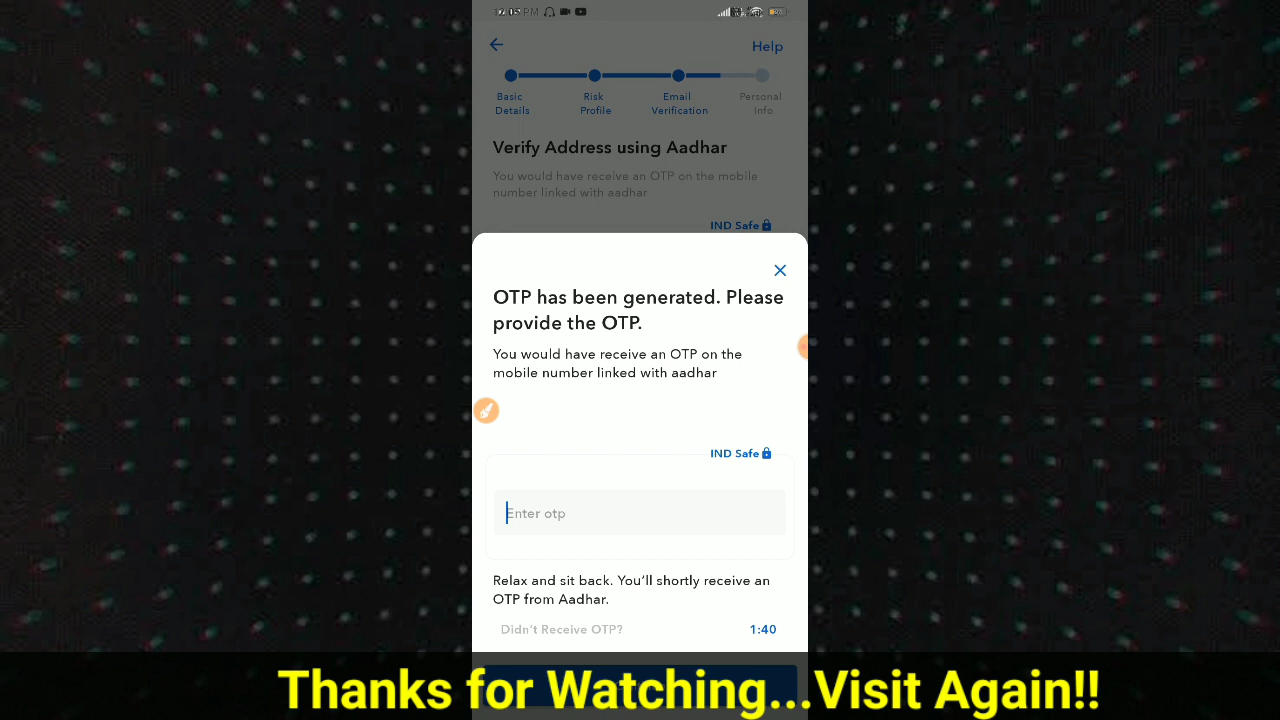 Help
Basic Details
Risk Profile
Email Verification
Personal Info
Verify Address using Aadhar
You would have receive an OTP on the mobile
number linked with aadhar
IND Safe
OTP has been generated. Please
provide the OTP.
You would have receive an OTP on the
mobile number linked with aadhar
IND Safe
Enter otp
Relax and sit back. You'll shortly receive an
OTP from Aadhar.
Didn't Receive OTP?
1:40
Thanks for Watching...Visit Again!!